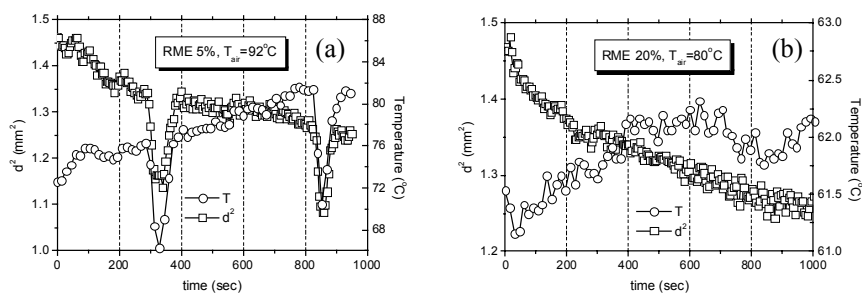 1.5
1.4
1.3
1.2
1.1
1.0
d² (mm²)
RME 5%, T_air=92°C
(a)
T
d²
0 200 400 600 800 1000
time (sec)
88
84
80
76
72
68
Temperature (°C)
1.5
1.4
1.3
1.2
d² (mm²)
RME 20%, T_air=80°C
(b)
T
d²
0 200 400 600 800 1000
time (sec)
63.0
62.5
62.0
61.5
61.0
Temperature (°C)